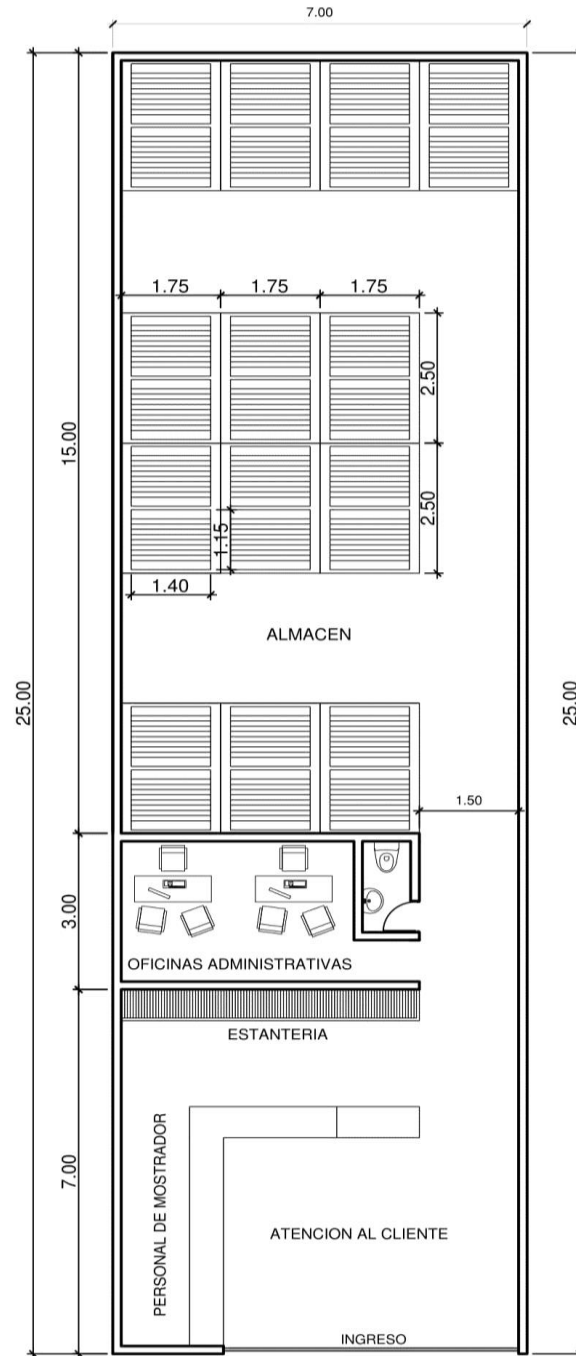 7.00
1.75
1.75
1.75
2.50
15.00
2.50
1.15
1.40
ALMACEN
25.00
25.00
1.50
3.00
OFICINAS ADMINISTRATIVAS
ESTANTERIA
7.00
PERSONAL DE MOSTRADOR
ATENCION AL CLIENTE
INGRESO